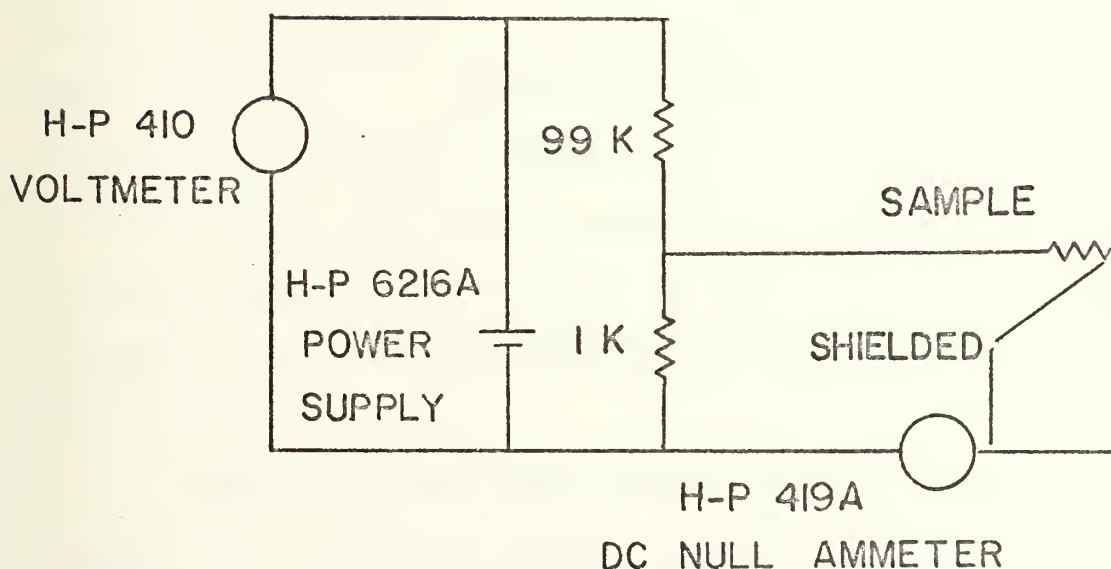 H-P 410
VOLTMETER
99 K
SAMPLE
H-P 6216A
POWER
SUPPLY
1 K
SHIELDED
H-P 419A
DC NULL AMMETER